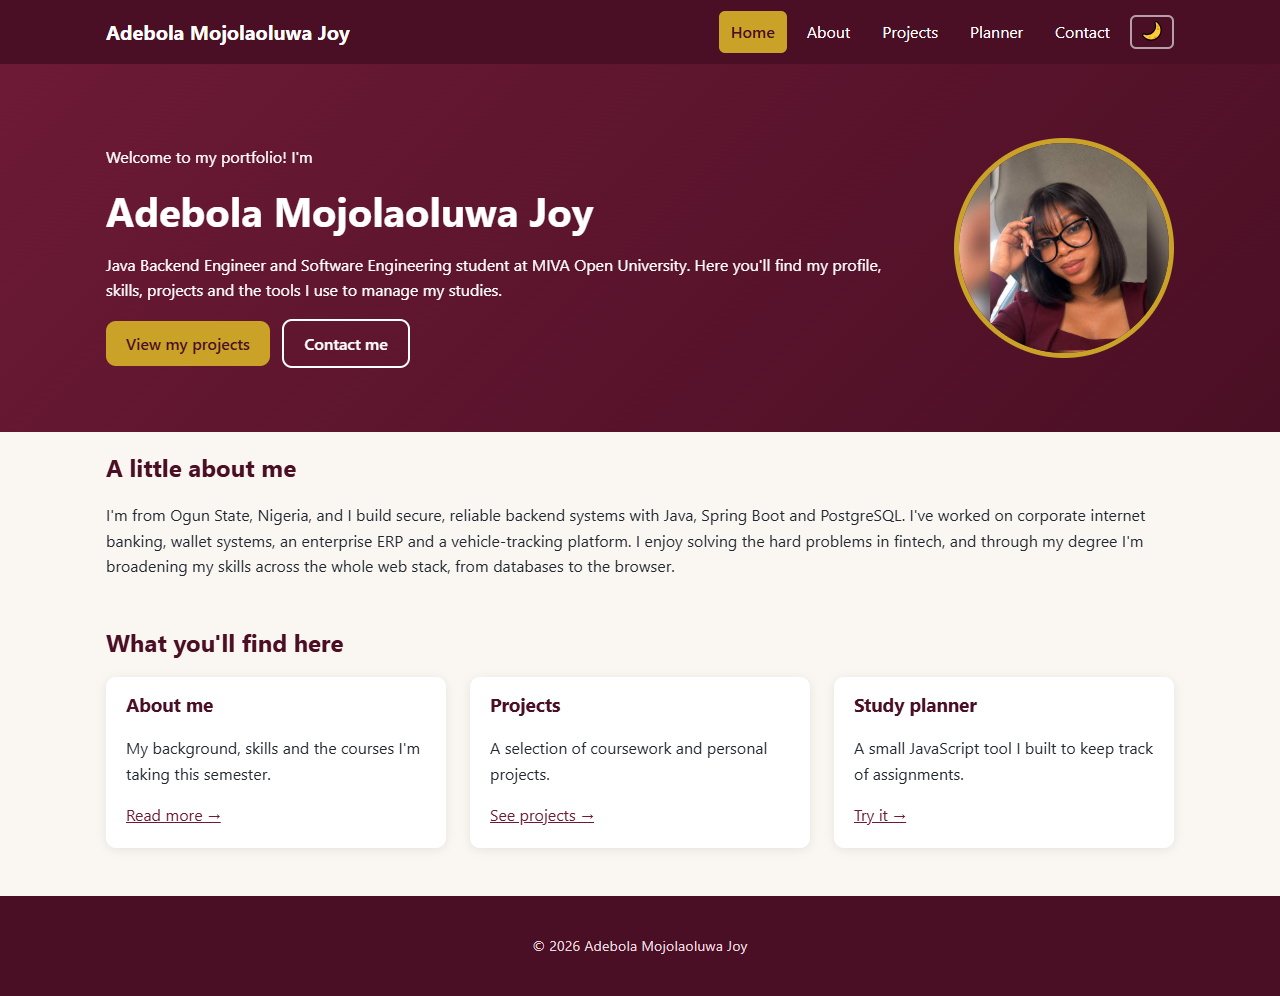 Adebola Mojolaoluwa Joy
Home About Projects Planner Contact
Welcome to my portfolio! I'm
Adebola Mojolaoluwa Joy
Java Backend Engineer and Software Engineering student at MIVA Open University. Here you'll find my profile,
skills, projects and the tools I use to manage my studies.
View my projects Contact me
A little about me
I'm from Ogun State, Nigeria, and I build secure, reliable backend systems with Java, Spring Boot and PostgreSQL. I've worked on corporate internet
banking, wallet systems, an enterprise ERP and a vehicle-tracking platform. I enjoy solving the hard problems in fintech, and through my degree I'm
broadening my skills across the whole web stack, from databases to the browser.
What you'll find here
About me
My background, skills and the courses I'm
taking this semester.
Read more →
Projects
A selection of coursework and personal
projects.
See projects →
Study planner
A small JavaScript tool I built to keep track
of assignments.
Try it →
© 2026 Adebola Mojolaoluwa Joy